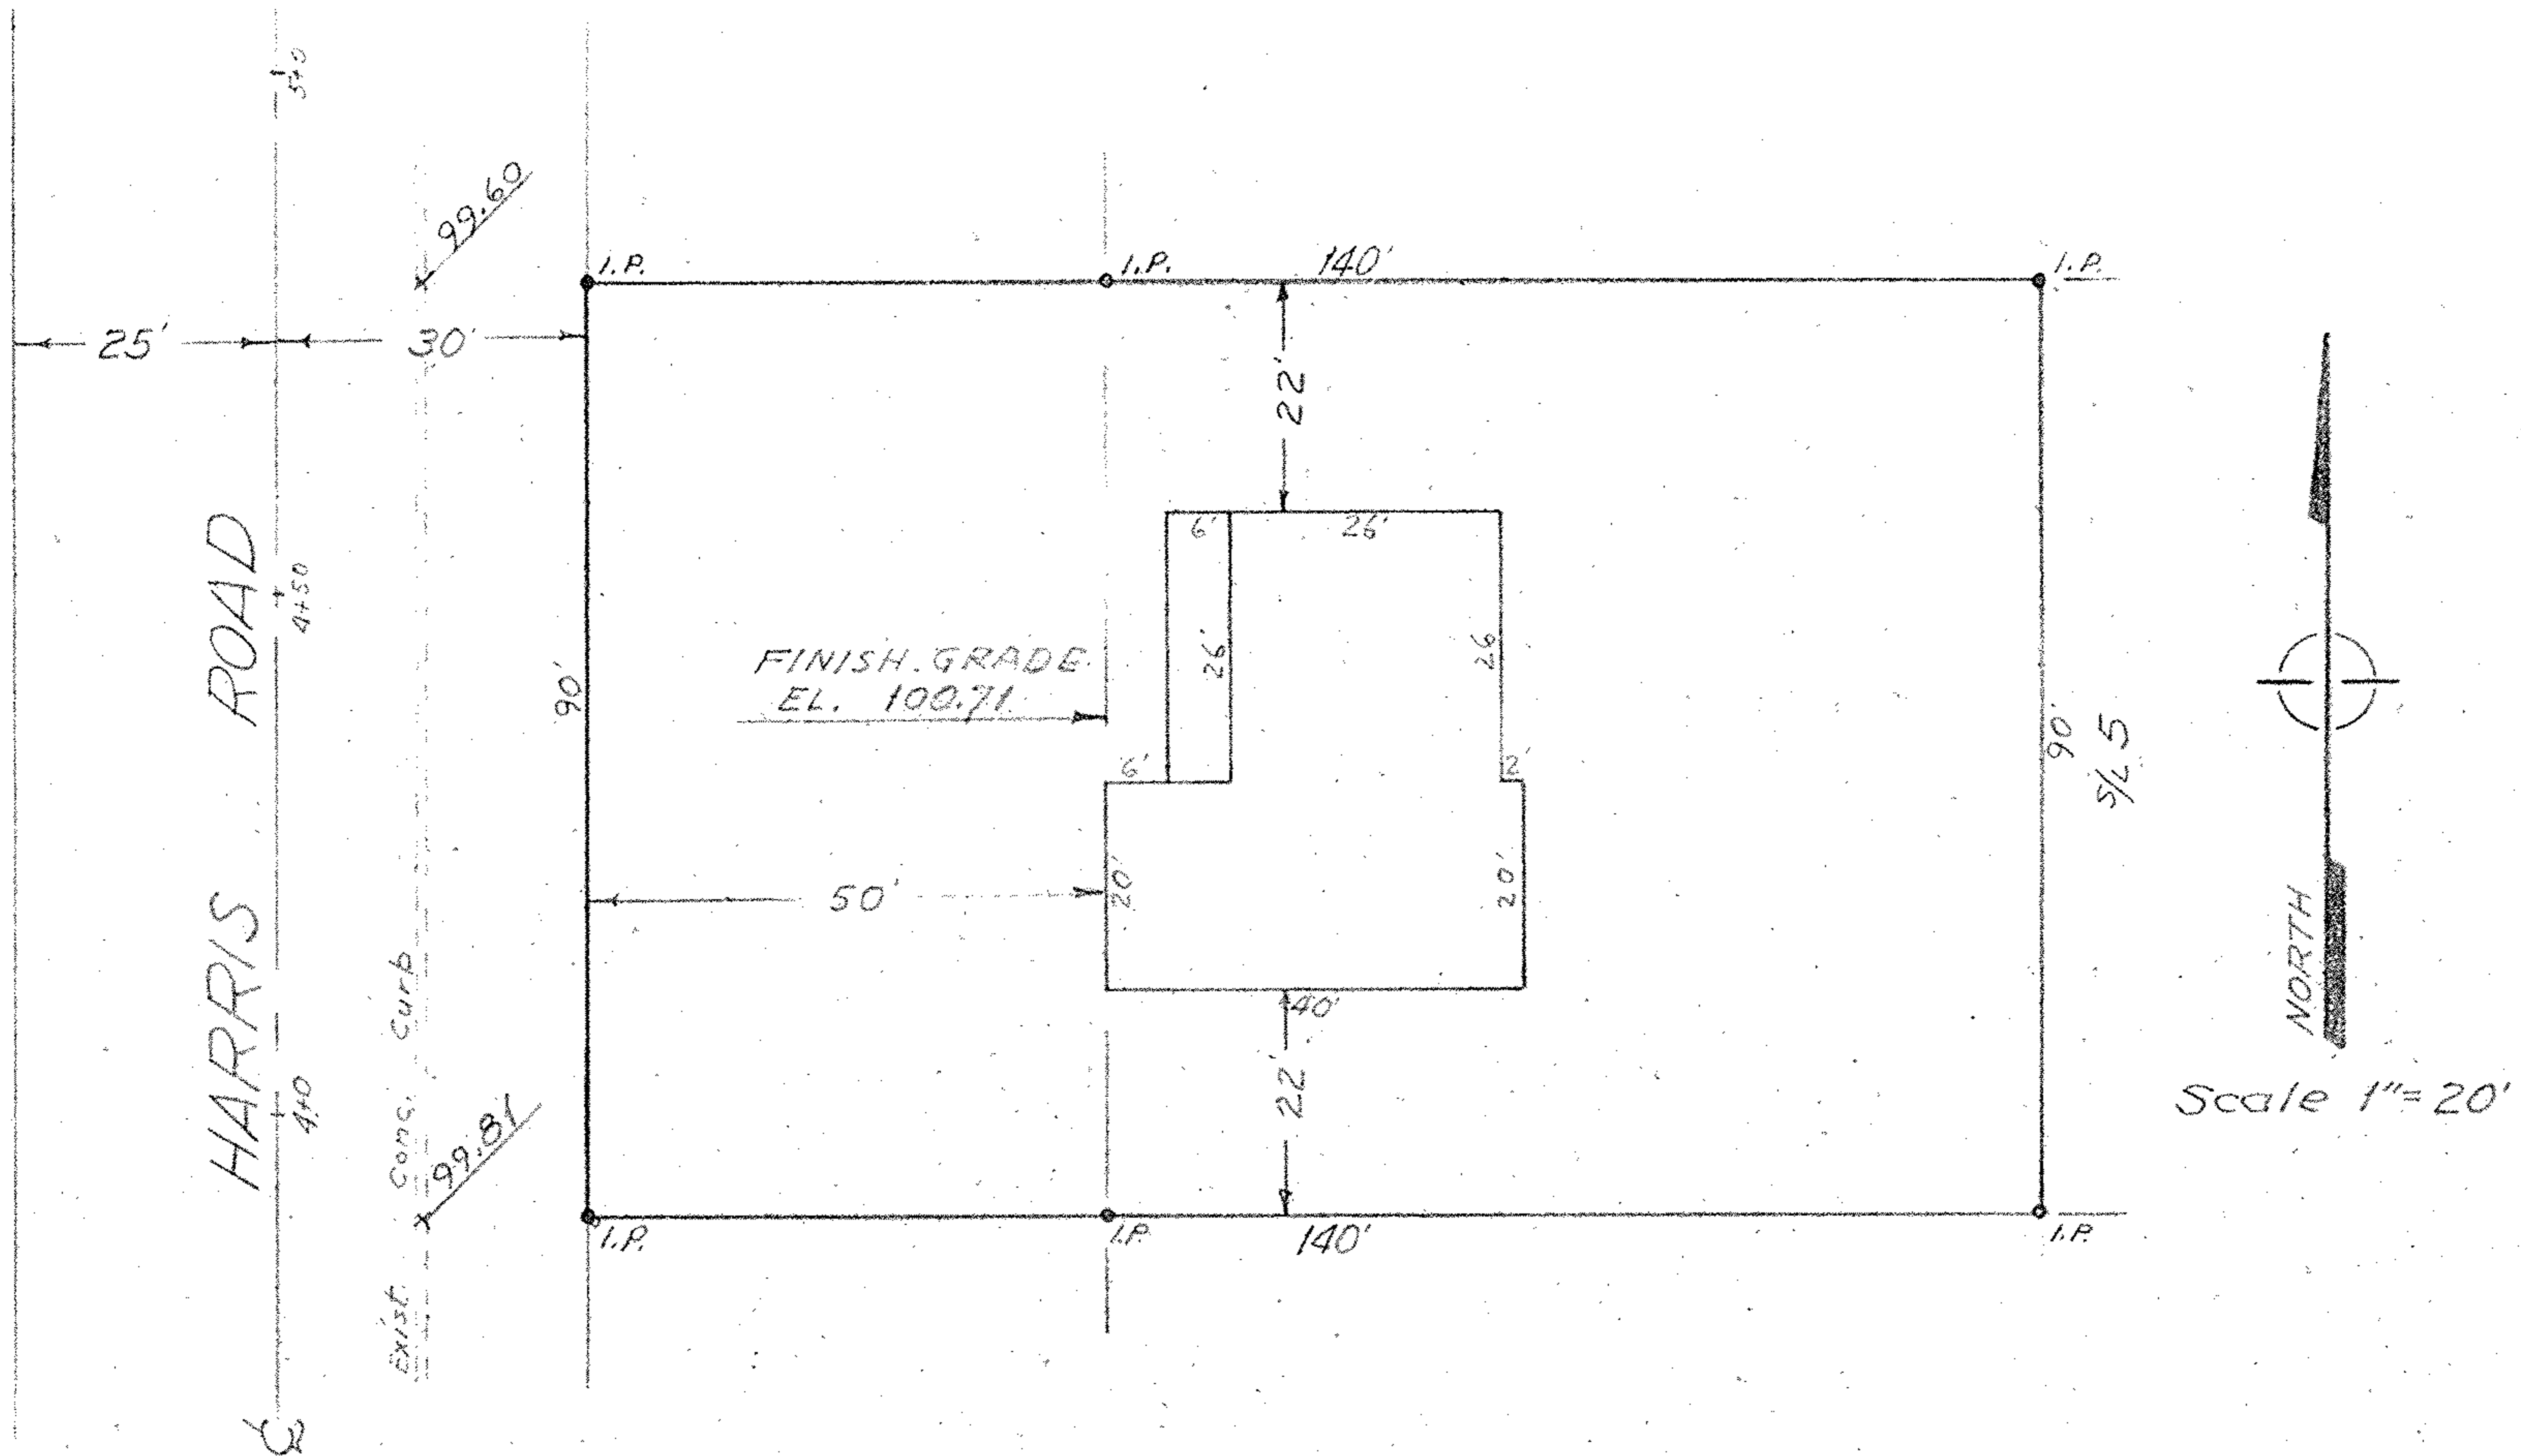 5+0
99.60
I.P.
I.P.
140'
I.P.
25'
30'
22'
6'
26'
HARRIS ROAD
4+50
90'
FINISH. GRADE
EL. 100.71
26'
26
6'
2'
90'
S/L 5
50'
20'
20'
40'
NORTH
Exist. Conc. Curb
4+0
99.81
22'
Scale 1"= 20'
I.P.
I.P.
140'
I.P.
℄